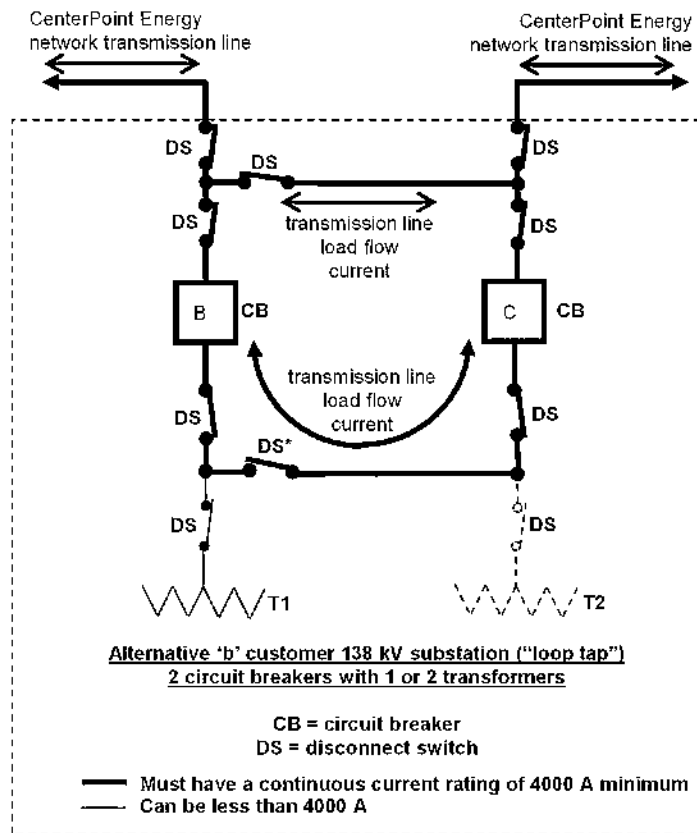 CenterPoint Energy
network transmission line
CenterPoint Energy
network transmission line
DS
DS
DS
DS
DS
transmission line
load flow
current
B
CB
C
CB
transmission line
load flow
current
DS
DS
DS*
DS
DS
T1
T2
Alternative 'b' customer 138 kV substation ("loop tap")
2 circuit breakers with 1 or 2 transformers
CB = circuit breaker
DS = disconnect switch
Must have a continuous current rating of 4000 A minimum
Can be less than 4000 A